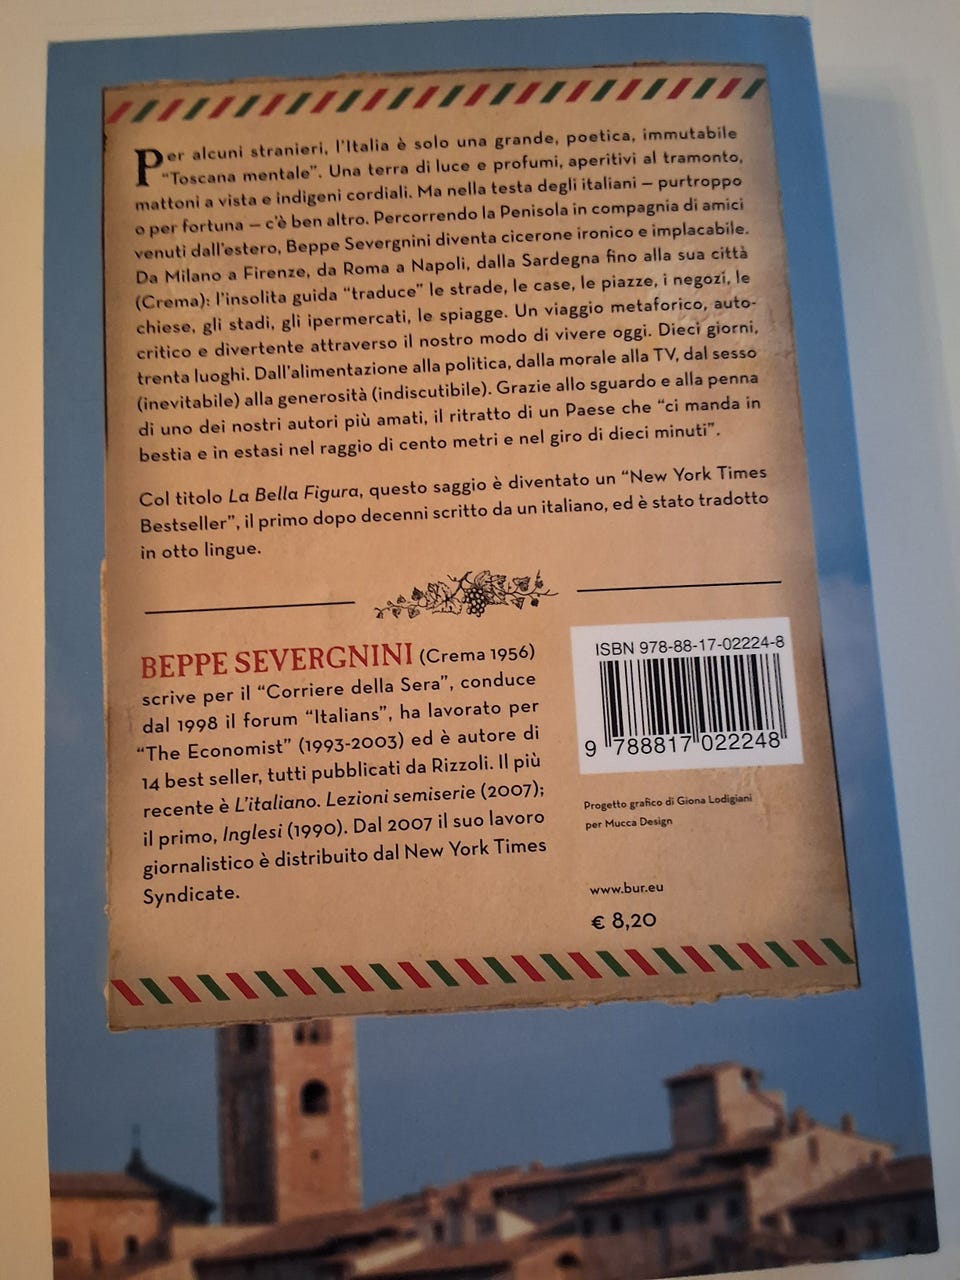 Per alcuni stranieri, l'Italia è solo una grande, poetica, immutabile
"Toscana mentale". Una terra di luce e profumi, aperitivi al tramonto,
mattoni a vista e indigeni cordiali. Ma nella testa degli italiani – purtroppo
o per fortuna – c'è ben altro. Percorrendo la Penisola in compagnia di amici
venuti dall'estero, Beppe Severgnini diventa cicerone ironico e implacabile.
Da Milano a Firenze, da Roma a Napoli, dalla Sardegna fino alla sua città
(Crema): l'insolita guida "traduce" le strade, le case, le piazze, i negozi, le
chiese, gli stadi, gli ipermercati, le spiagge. Un viaggio metaforico, auto-
critico e divertente attraverso il nostro modo di vivere oggi. Dieci giorni,
trenta luoghi. Dall'alimentazione alla politica, dalla morale alla TV, dal sesso
(inevitabile) alla generosità (indiscutibile). Grazie allo sguardo e alla penna
di uno dei nostri autori più amati, il ritratto di un Paese che "ci manda in
bestia e in estasi nel raggio di cento metri e nel giro di dieci minuti".
Col titolo La Bella Figura, questo saggio è diventato un "New York Times
Bestseller", il primo dopo decenni scritto da un italiano, ed è stato tradotto
in otto lingue.
BEPPE SEVERGNINI (Crema 1956)
scrive per il "Corriere della Sera", conduce
dal 1998 il forum "Italians", ha lavorato per
"The Economist" (1993-2003) ed è autore di
14 best seller, tutti pubblicati da Rizzoli. Il più
recente è L'italiano. Lezioni semiserie (2007);
il primo, Inglesi (1990). Dal 2007 il suo lavoro
giornalistico è distribuito dal New York Times
Syndicate.
ISBN 978-88-17-02224-8
9 788817 022248
Progetto grafico di Giona Lodigiani
per Mucca Design
www.bur.eu
€ 8,20